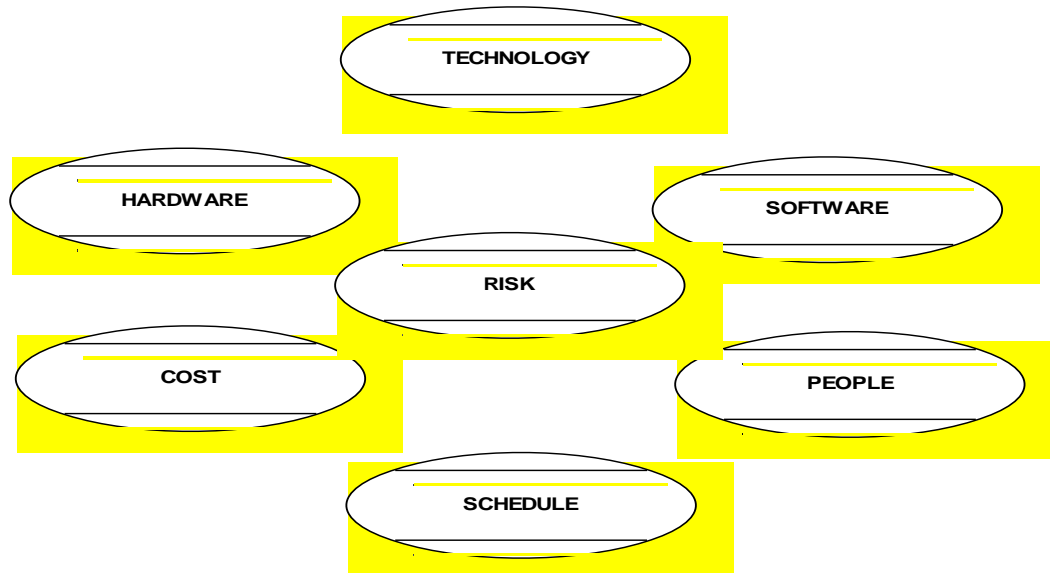 TECHNOLOGY
HARDWARE
SOFTWARE
RISK
COST
PEOPLE
SCHEDULE